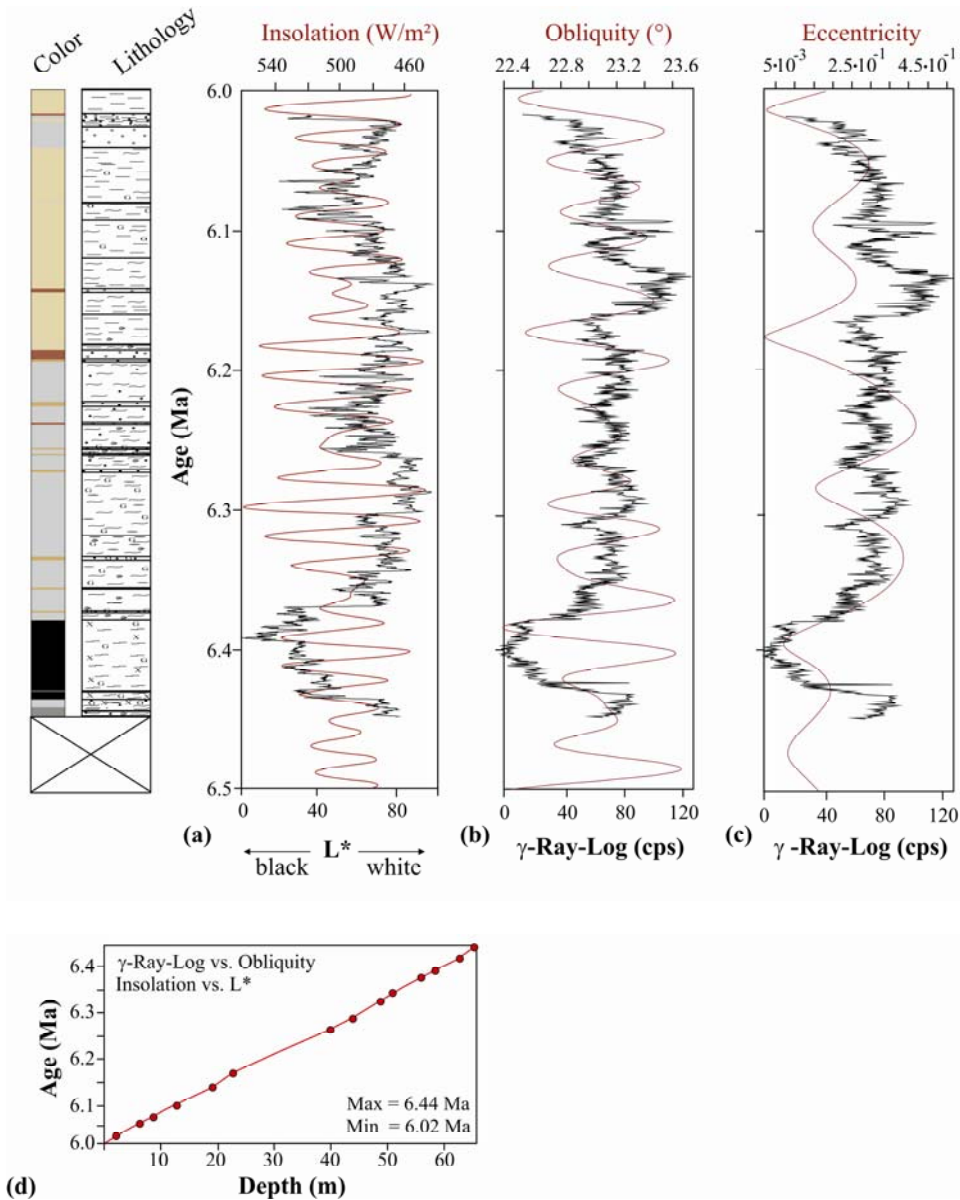 Color
Lithology
Insolation (W/m²)
540 500 460
Obliquity (°)
22.4 22.8 23.2 23.6
Eccentricity
5·10⁻³ 2.5·10⁻¹ 4.5·10⁻¹
Age (Ma)
6.0
6.1
6.2
6.3
6.4
6.5
0 40 80
0 40 80 120
0 40 80 120
(a)
L*
black white
(b)
γ-Ray-Log (cps)
(c)
γ -Ray-Log (cps)
γ-Ray-Log vs. Obliquity
Insolation vs. L*
Age (Ma)
6.4
6.3
6.2
6.1
6.0
Max = 6.44 Ma
Min = 6.02 Ma
10 20 30 40 50 60
(d)
Depth (m)